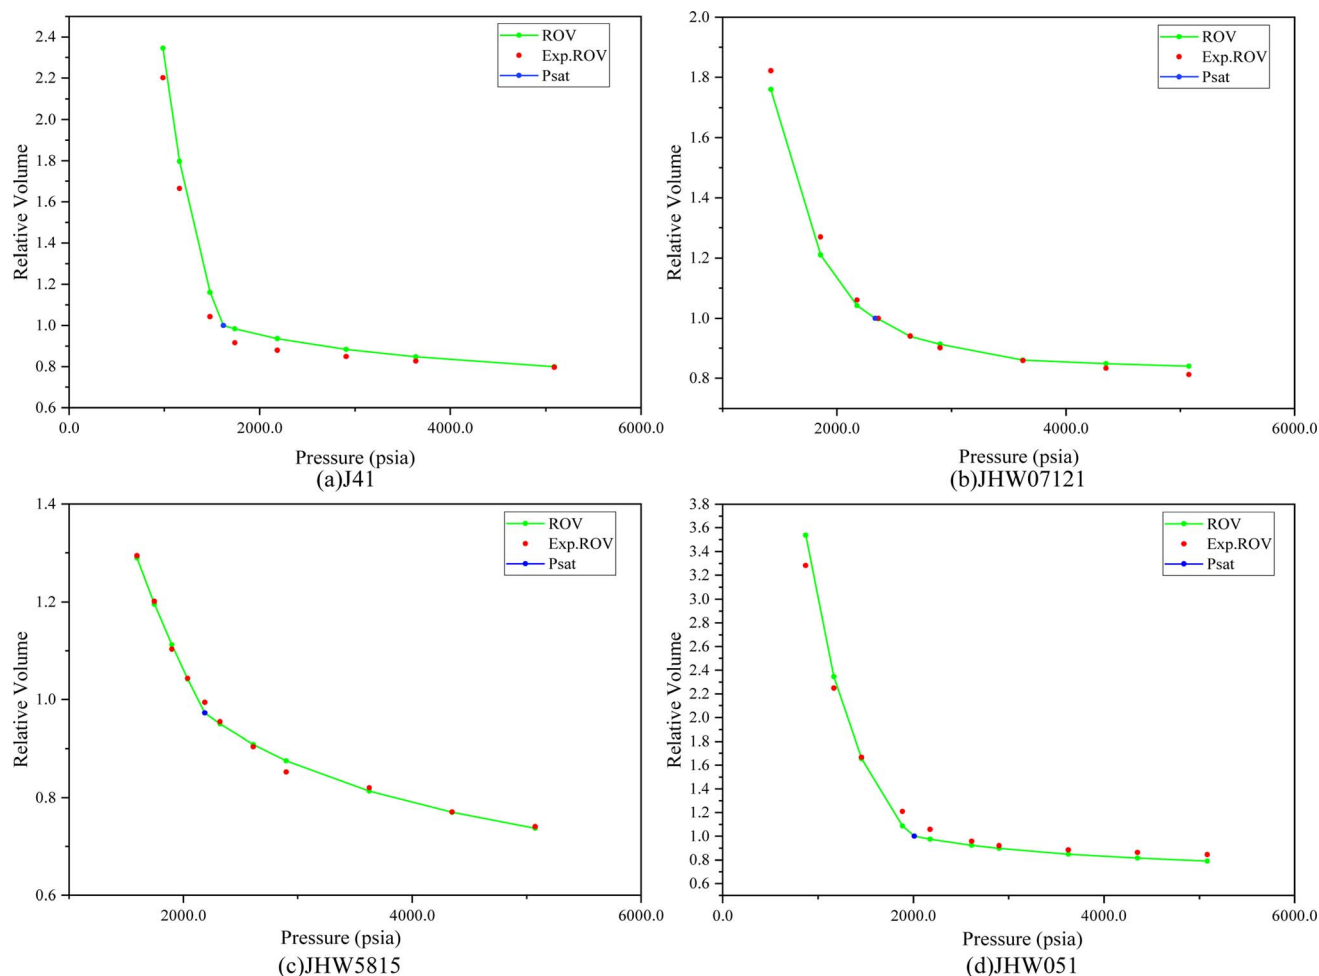 2.4
2.2
2.0
1.8
1.6
1.4
1.2
1.0
0.8
0.6
Relative Volume
ROV
Exp.ROV
Psat
0.0
2000.0
4000.0
6000.0
Pressure (psia)
(a)J41
2.0
1.8
1.6
1.4
1.2
1.0
0.8
Relative Volume
ROV
Exp.ROV
Psat
2000.0
4000.0
6000.0
Pressure (psia)
(b)JHW07121
1.4
1.2
1.0
0.8
0.6
Relative Volume
ROV
Exp.ROV
Psat
2000.0
4000.0
6000.0
Pressure (psia)
(c)JHW5815
3.8
3.6
3.4
3.2
3.0
2.8
2.6
2.4
2.2
2.0
1.8
1.6
1.4
1.2
1.0
0.8
0.6
Relative Volume
ROV
Exp.ROV
Psat
0.0
2000.0
4000.0
6000.0
Pressure (psia)
(d)JHW051